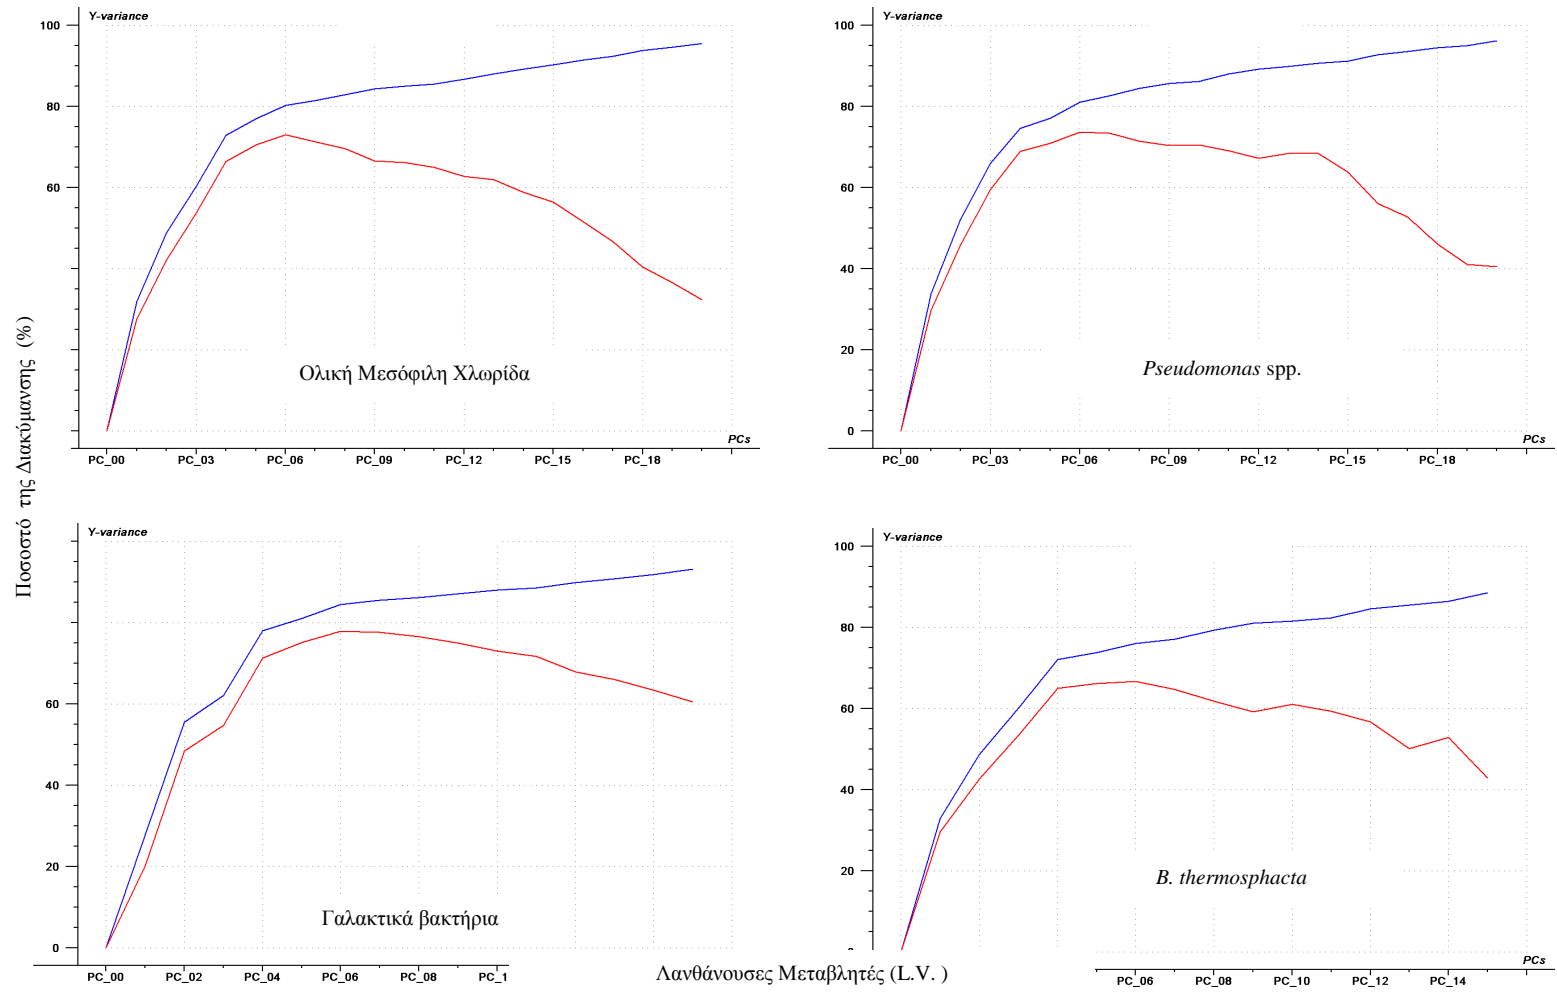 Ποσοστό της Διακύμανσης (%)
Y-variance
100
80
60
Ολική Μεσόφιλη Χλωρίδα
PCs
PC_00 PC_03 PC_06 PC_09 PC_12 PC_15 PC_18
Y-variance
100
80
60
40
20
0
Pseudomonas spp.
PCs
PC_00 PC_03 PC_06 PC_09 PC_12 PC_15 PC_18
Y-variance
60
40
20
0
Γαλακτικά βακτήρια
PC_00 PC_02 PC_04 PC_06 PC_08 PC_1
Y-variance
100
80
60
40
20
B. thermosphacta
PCs
PC_06 PC_08 PC_10 PC_12 PC_14
Λανθάνουσες Μεταβλητές (L.V. )